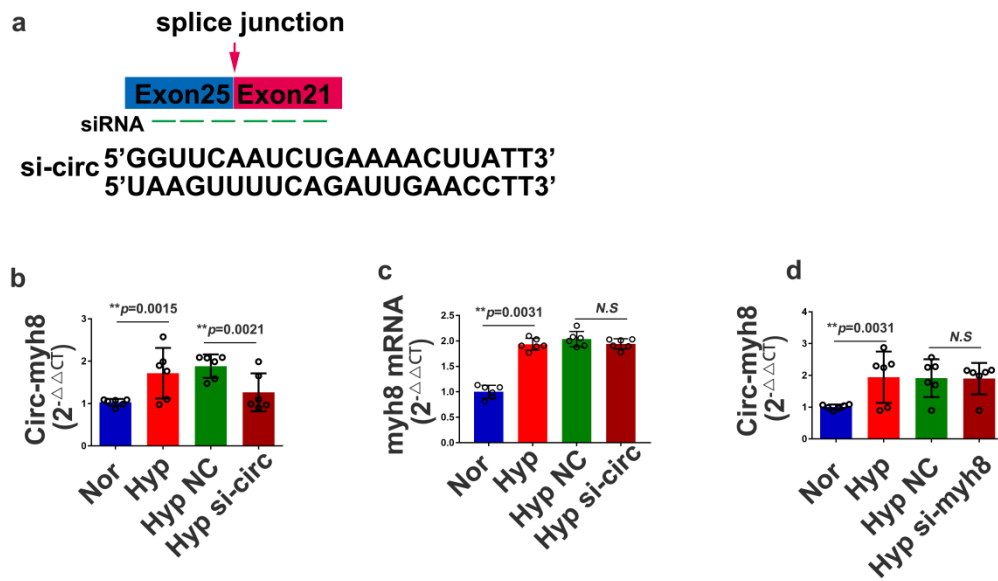 a
splice junction
Exon25 Exon21
siRNA
si-circ 5'GGUUCAAUCUGAAAACUUATT3'
5'UAAGUUUUCAGAUUGAACCTT3'
b
Circ-myh8
(2-△△CT)
**p=0.0015
**p=0.0021
3
2
1
0
Nor
Hyp
Hyp NC
Hyp si-circ
c
myh8 mRNA
(2-△△CT)
**p=0.0031
N.S
2.5
2.0
1.5
1.0
0.5
0.0
Nor
Hyp
Hyp NC
Hyp si-circ
d
Circ-myh8
(2-△△CT)
**p=0.0031
N.S
4
3
2
1
0
Nor
Hyp
Hyp NC
Hyp si-myh8